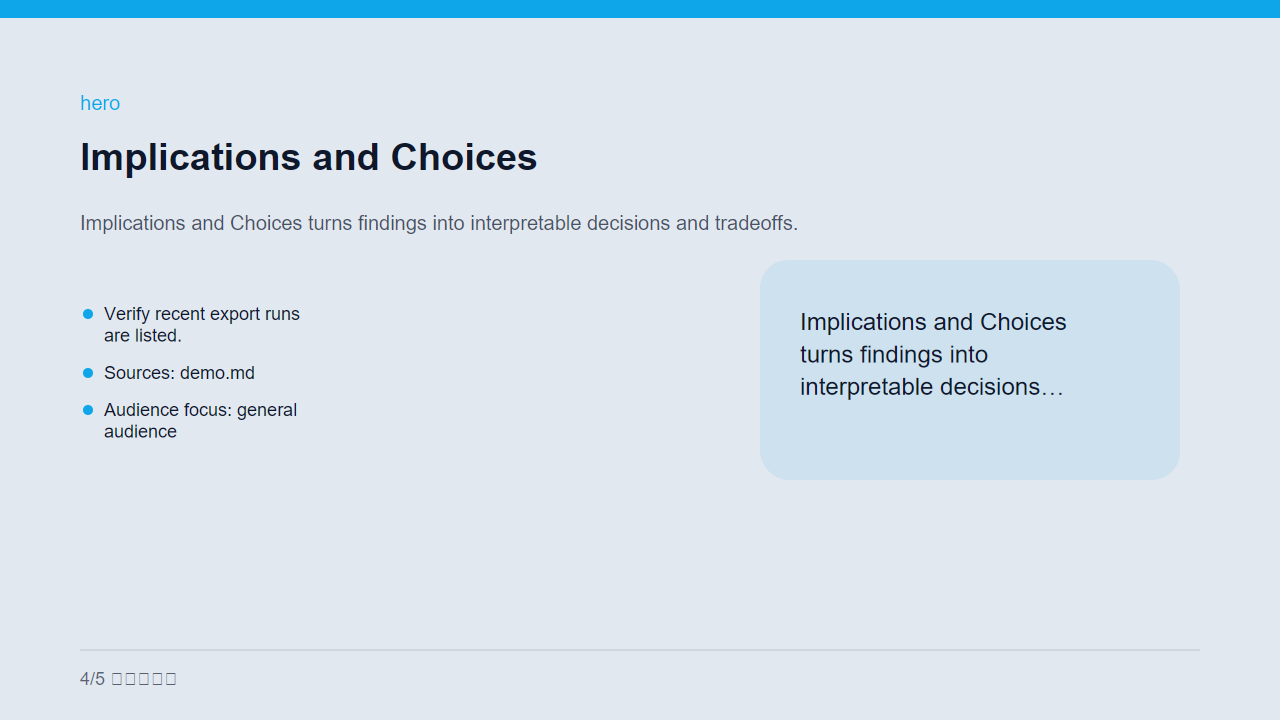 hero
Implications and Choices
Implications and Choices turns findings into interpretable decisions and tradeoffs.
Verify recent export runs
are listed.
Sources: demo.md
Audience focus: general
audience
Implications and Choices
turns findings into
interpretable decisions…
4/5